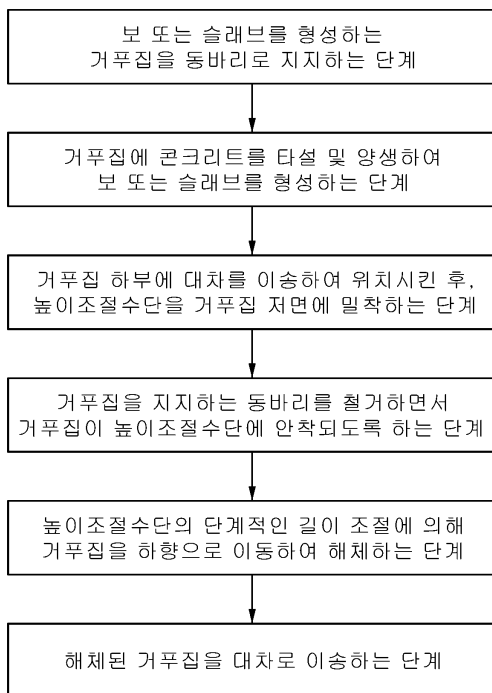 보 또는 슬래브를 형성하는
거푸집을 동바리로 지지하는 단계
거푸집에 콘크리트를 타설 및 양생하여
보 또는 슬래브를 형성하는 단계
거푸집 하부에 대차를 이송하여 위치시킨 후,
높이조절수단을 거푸집 저면에 밀착하는 단계
거푸집을 지지하는 동바리를 철거하면서
거푸집이 높이조절수단에 안착되도록 하는 단계
높이조절수단의 단계적인 길이 조절에 의해
거푸집을 하향으로 이동하여 해체하는 단계
해체된 거푸집을 대차로 이송하는 단계